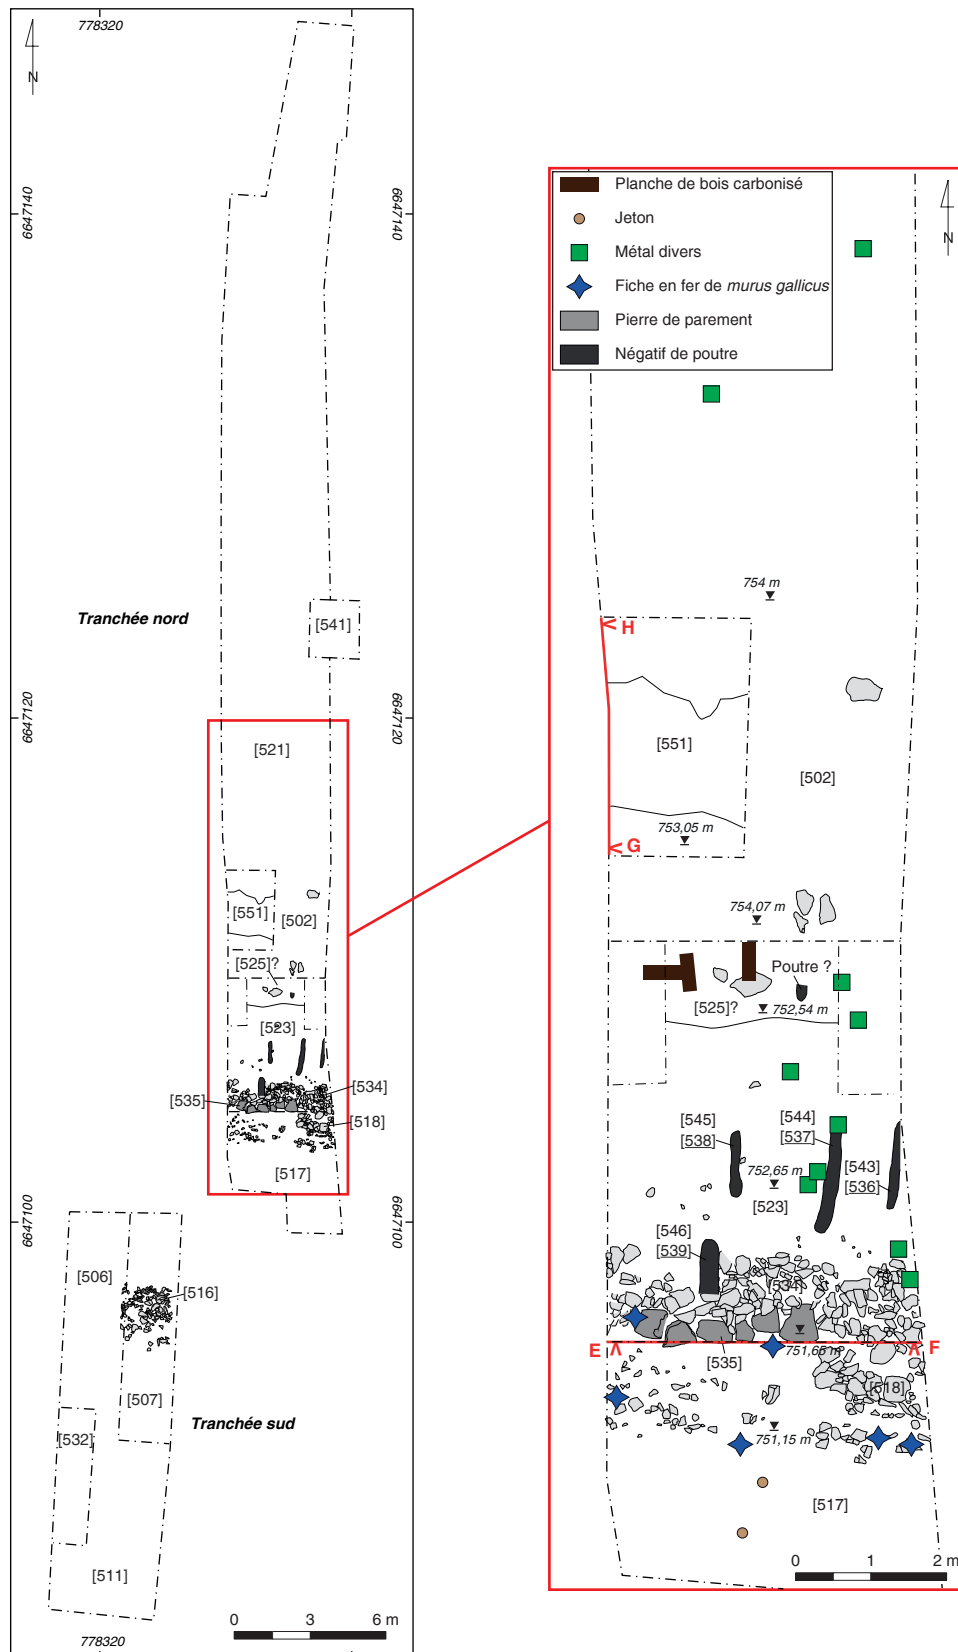 778320
N
6647140
6647140
Tranchée nord
[541]
6647120
6647120
[521]
[551]
[502]
[525]?
[523]
[534]
[535]
[518]
[517]
6647100
6647100
[506]
[516]
[507]
[532]
Tranchée sud
[511]
0 3 6 m
778320
Planche de bois carbonisé
Jeton
Métal divers
Fiche en fer de murus gallicus
Pierre de parement
Négatif de poutre
N
754 m
H
[551]
[502]
753,05 m
G
754,07 m
Poutre ?
[525]?
752,54 m
[545]
[538]
[544]
[537]
[543]
[536]
752,65 m
[523]
[546]
[539]
[534]
E
F
751,65 m
[535]
[518]
751,15 m
[517]
0 1 2 m